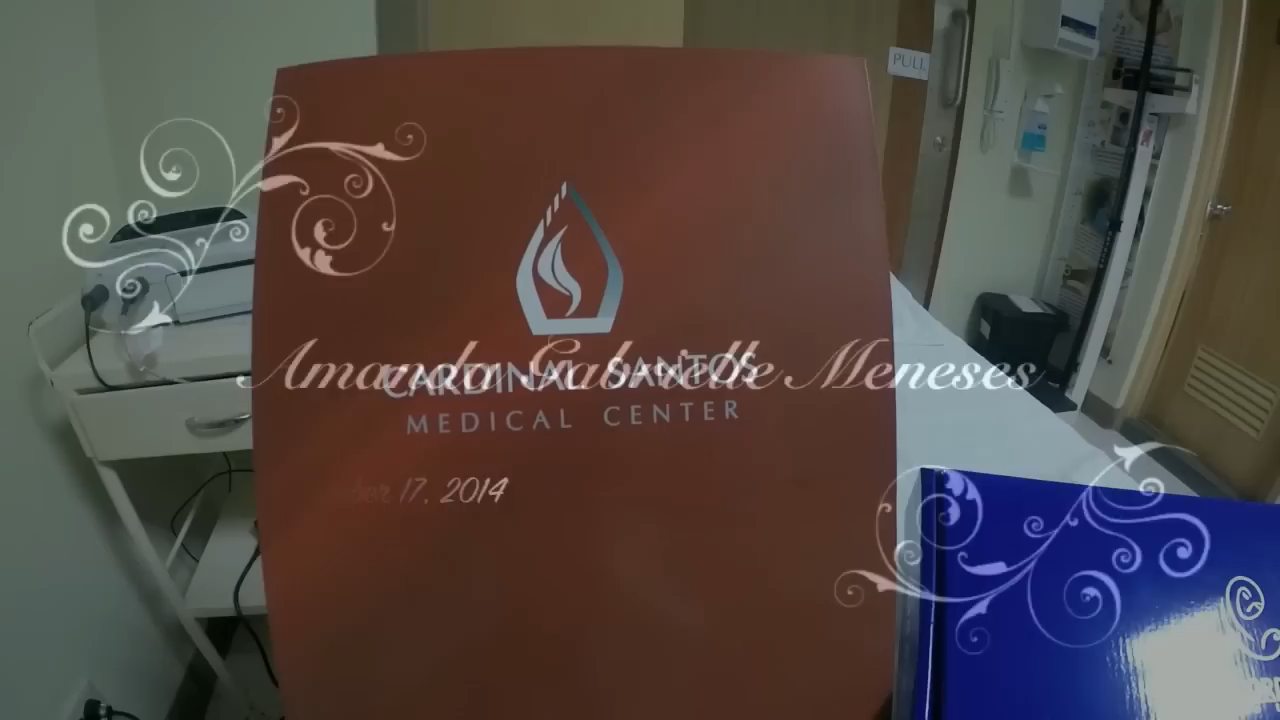 PULL
Amanda Gabrielle Meneses
CARDINAL SANTOS
MEDICAL CENTER
17, 2014